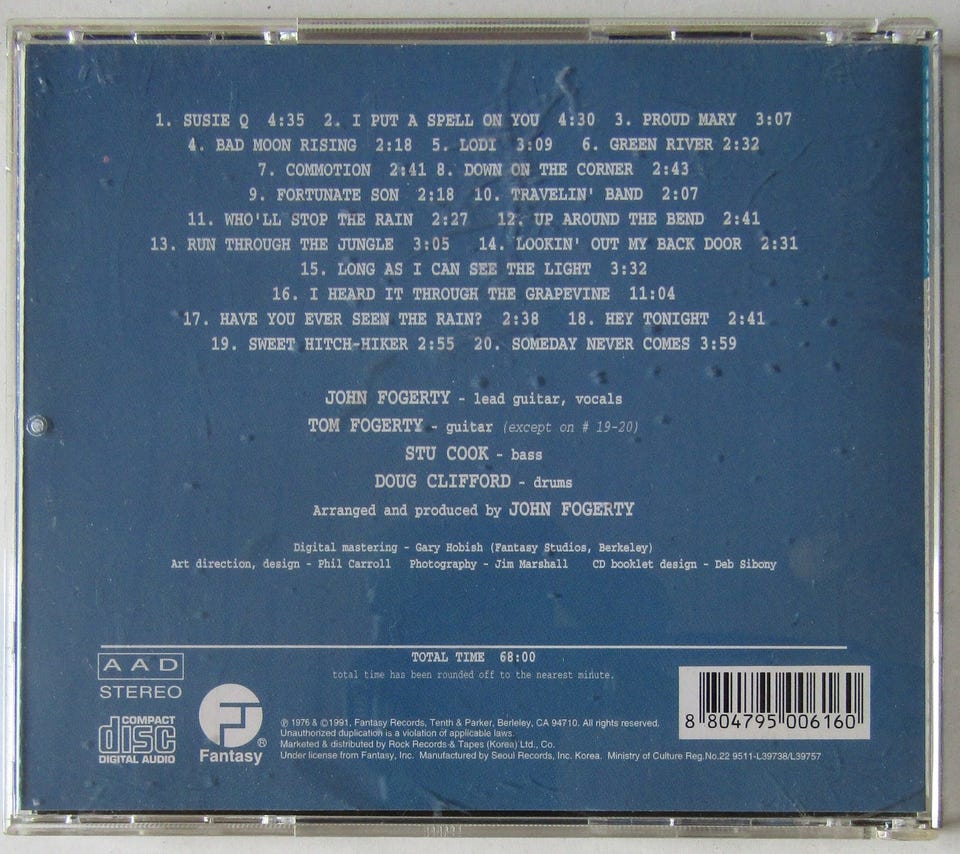 1. SUSIE Q 4:35 2. I PUT A SPELL ON YOU 4:30 3. PROUD MARY 3:07
4. BAD MOON RISING 2:18 5. LODI 3:09 6. GREEN RIVER 2:32
7. COMMOTION 2:41 8. DOWN ON THE CORNER 2:43
9. FORTUNATE SON 2:18 10. TRAVELIN' BAND 2:07
11. WHO'LL STOP THE RAIN 2:27 12. UP AROUND THE BEND 2:41
13. RUN THROUGH THE JUNGLE 3:05 14. LOOKIN' OUT MY BACK DOOR 2:31
15. LONG AS I CAN SEE THE LIGHT 3:32
16. I HEARD IT THROUGH THE GRAPEVINE 11:04
17. HAVE YOU EVER SEEN THE RAIN? 2:38 18. HEY TONIGHT 2:41
19. SWEET HITCH-HIKER 2:55 20. SOMEDAY NEVER COMES 3:59
JOHN FOGERTY - lead guitar, vocals
TOM FOGERTY - guitar (except on # 19-20)
STU COOK - bass
DOUG CLIFFORD - drums
Arranged and produced by JOHN FOGERTY
Digital mastering - Gary Hobish (Fantasy Studios, Berkeley)
Art direction, design - Phil Carroll Photography - Jim Marshall CD booklet design - Deb Sibony
TOTAL TIME 68:00
total time has been rounded off to the nearest minute.
AAD
STEREO
COMPACT
disc
DIGITAL AUDIO
F
Fantasy®
℗ 1976 & ©1991, Fantasy Records, Tenth & Parker, Berleley, CA 94710. All rights reserved.
Unauthorized duplication is a violation of applicable laws.
Marketed & distributed by Rock Records & Tapes (Korea) Ltd., Co.
Under license from Fantasy, Inc. Manufactured by Seoul Records, Inc. Korea. Ministry of Culture Reg.No.22 9511-L39738/L39757
8 804795 006160